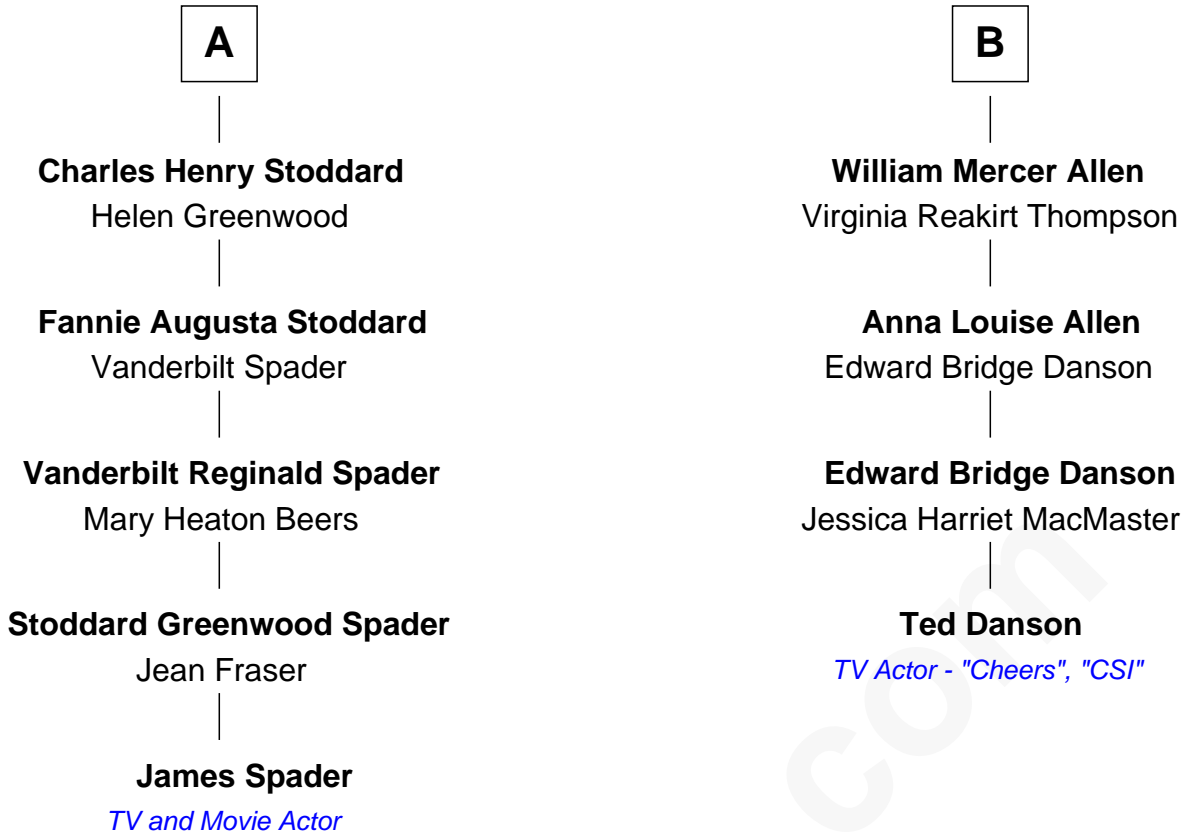 A
Charles Henry Stoddard
Helen Greenwood
Fannie Augusta Stoddard
Vanderbilt Spader
Vanderbilt Reginald Spader
Mary Heaton Beers
Stoddard Greenwood Spader
Jean Fraser
James Spader
TV and Movie Actor
B
William Mercer Allen
Virginia Reakirt Thompson
Anna Louise Allen
Edward Bridge Danson
Edward Bridge Danson
Jessica Harriet MacMaster
Ted Danson
TV Actor - "Cheers", "CSI"
com